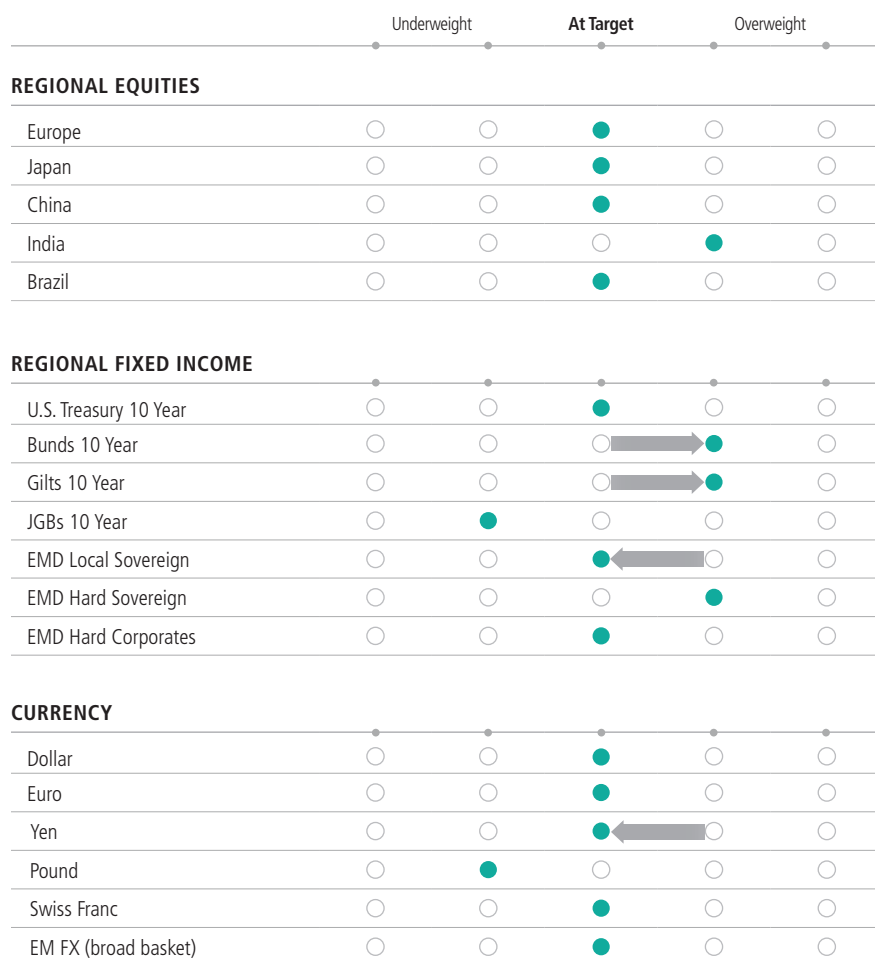 Underweight At Target Overweight
REGIONAL EQUITIES
Europe
Japan
China
India
Brazil
REGIONAL FIXED INCOME
U.S. Treasury 10 Year
Bunds 10 Year
Gilts 10 Year
JGBs 10 Year
EMD Local Sovereign
EMD Hard Sovereign
EMD Hard Corporates
CURRENCY
Dollar
Euro
Yen
Pound
Swiss Franc
EM FX (broad basket)